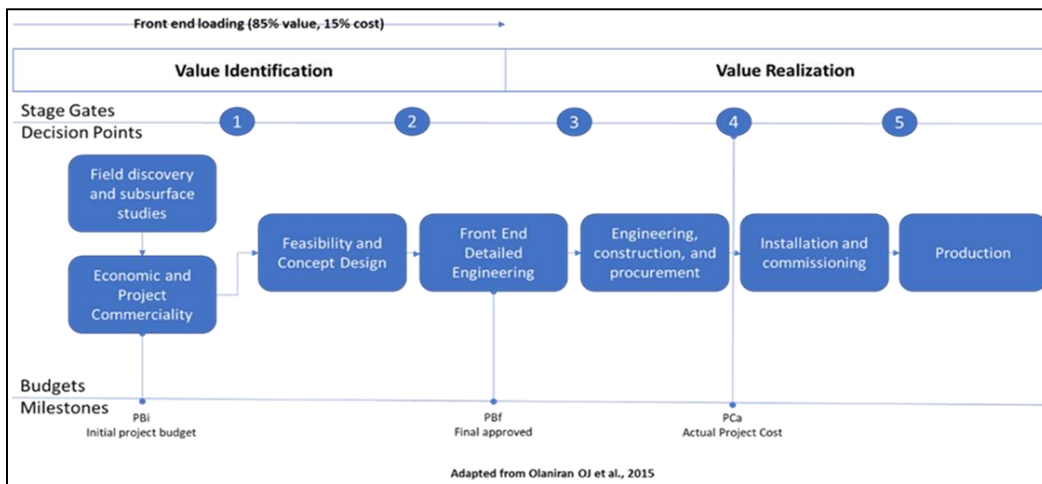 Front end loading (85% value, 15% cost)
Value Identification
Value Realization
Stage Gates
Decision Points
1
2
3
4
5
Field discovery
and subsurface
studies
Economic and
Project
Commerciality
Feasibility and
Concept Design
Front End
Detailed
Engineering
Engineering,
construction, and
procurement
Installation and
commissioning
Production
Budgets
Milestones
PBi
Initial project budget
PBf
Final approved
PCa
Actual Project Cost
Adapted from Olaniran OJ et al., 2015